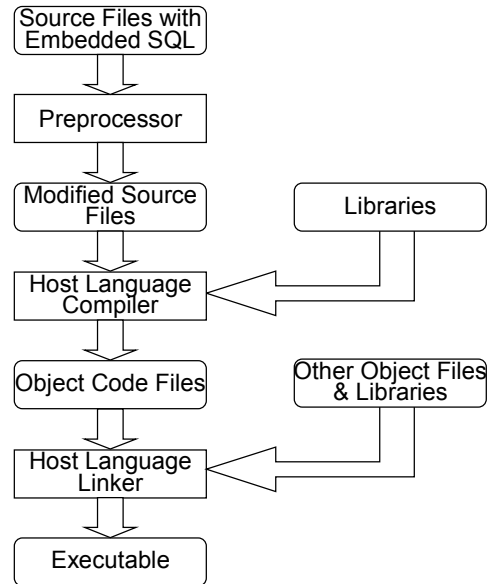 Source Files with
Embedded SQL
Preprocessor
Modified Source
Files
Libraries
Host Language
Compiler
Object Code Files
Other Object Files
& Libraries
Host Language
Linker
Executable